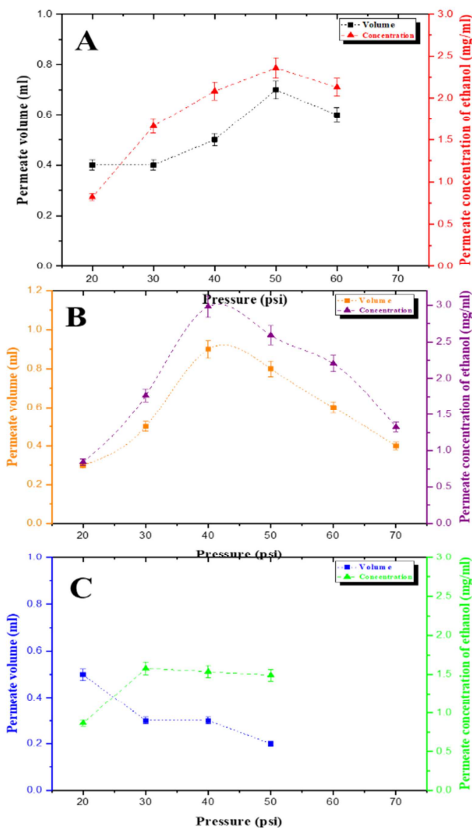 A
Volume
Concentration
Permeate volume (ml)
1.0
0.8
0.6
0.4
0.2
0.0
3.0
2.5
2.0
1.5
1.0
0.5
0.0
Permeate concentration of ethanol (mg/ml)
20 30 40 50 60 70
Pressure (psi)
B
Volume
Concentration
Permeate volume (ml)
1.2
1.0
0.8
0.6
0.4
0.2
0.0
3.0
2.5
2.0
1.5
1.0
0.5
0.0
Permeate concentration of ethanol (mg/ml)
20 30 40 50 60 70
Pressure (psi)
C
Volume
Concentration
Permeate volume (ml)
1.0
0.8
0.6
0.4
0.2
0.0
3.0
2.5
2.0
1.5
1.0
0.5
0.0
Permeate concentration of ethanol (mg/ml)
20 30 40 50 60 70
Pressure (psi)